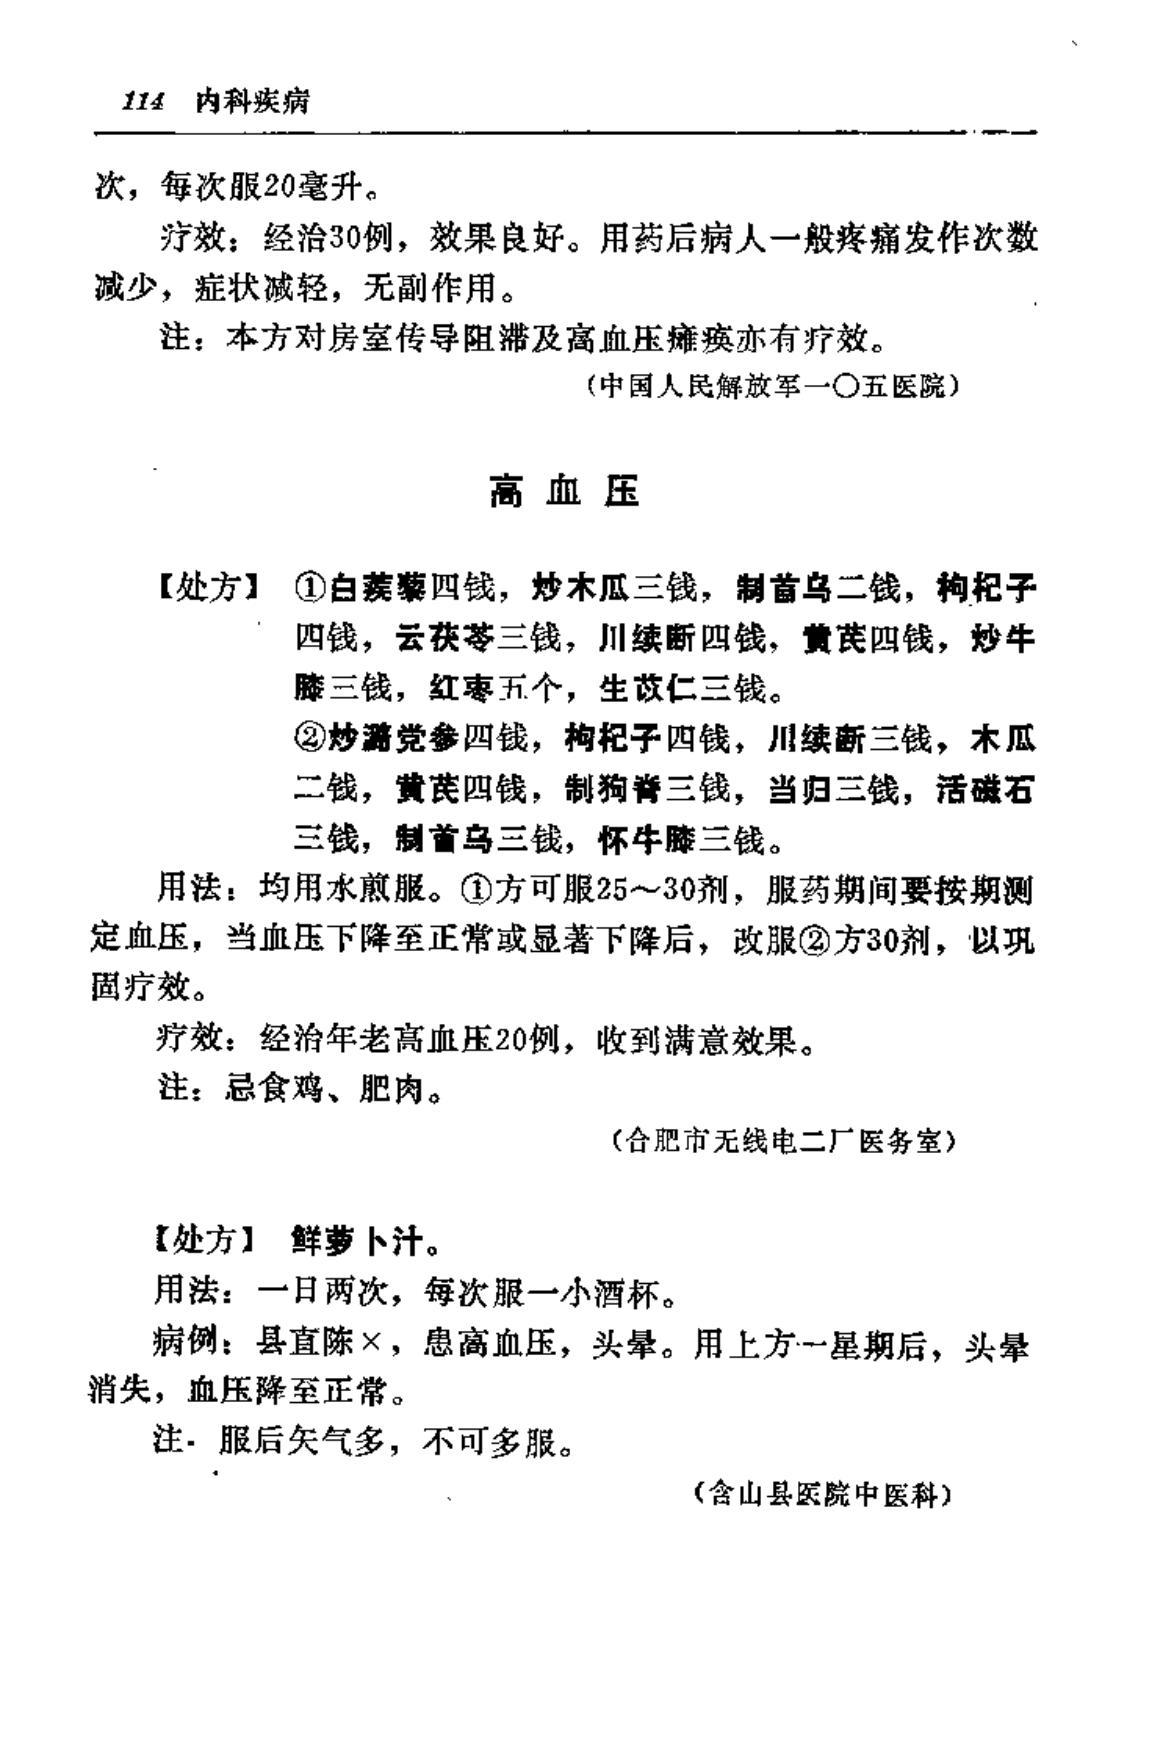 114 内科疾病
次，每次服20毫升。
疗效：经治30例，效果良好。用药后病人一般疼痛发作次数
减少，症状减轻，无副作用。
注：本方对房室传导阻滞及高血压瘫痪亦有疗效。
（中国人民解放军一〇五医院）
高血压
【处方】 ①白蒺藜四钱，炒木瓜三钱，制首乌二钱，枸杞子
四钱，云茯苓三钱，川续断四钱，黄芪四钱，炒牛
膝三钱，红枣五个，生苡仁三钱。
②炒潞党参四钱，枸杞子四钱，川续断三钱，木瓜
二钱，黄芪四钱，制狗脊三钱，当归三钱，活磁石
三钱，制首乌三钱，怀牛膝三钱。
用法：均用水煎服。①方可服25～30剂，服药期间要按期测
定血压，当血压下降至正常或显著下降后，改服②方30剂，以巩
固疗效。
疗效：经治年老高血压20例，收到满意效果。
注：忌食鸡、肥肉。
（合肥市无线电二厂医务室）
【处方】 鲜萝卜汁。
用法：一日两次，每次服一小酒杯。
病例：县直陈×，患高血压，头晕。用上方一星期后，头晕
消失，血压降至正常。
注· 服后矢气多，不可多服。
（含山县医院中医科）